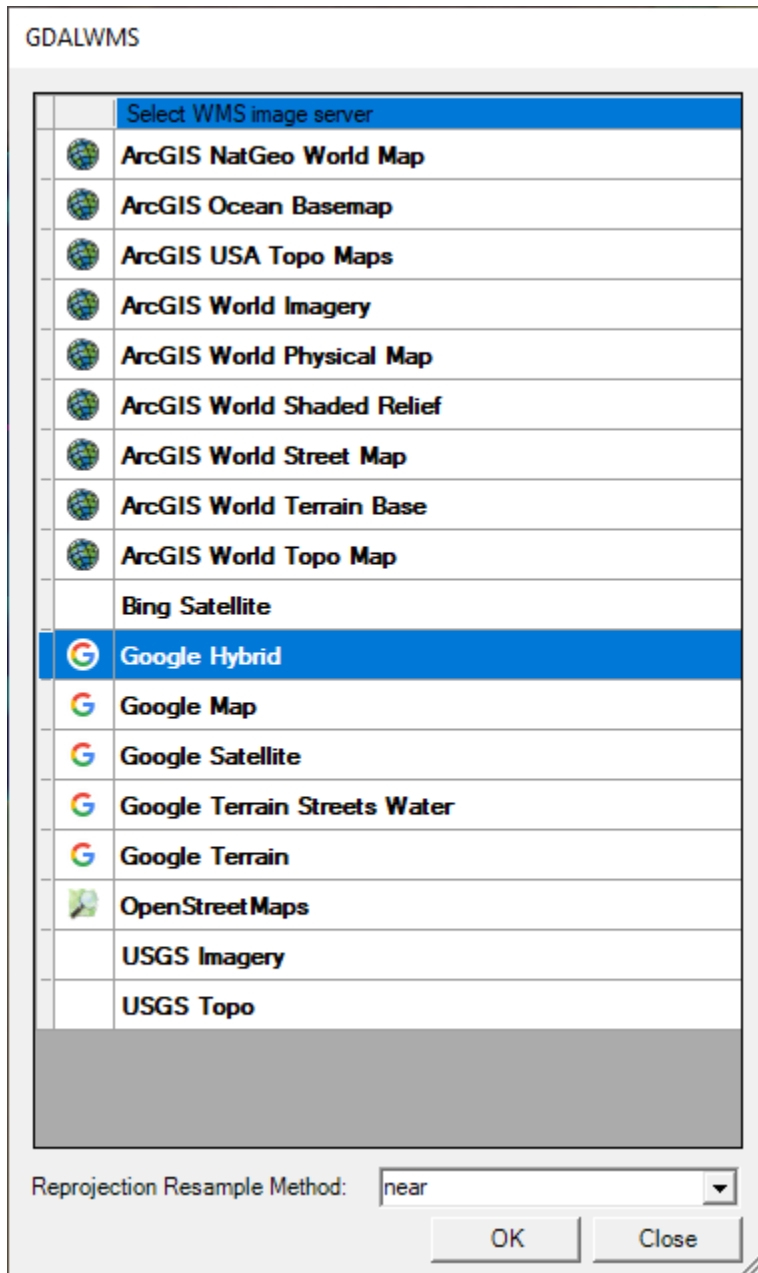 GDALWMS
Select WMS image server
ArcGIS NatGeo World Map
ArcGIS Ocean Basemap
ArcGIS USA Topo Maps
ArcGIS World Imagery
ArcGIS World Physical Map
ArcGIS World Shaded Relief
ArcGIS World Street Map
ArcGIS World Terrain Base
ArcGIS World Topo Map
Bing Satellite
Google Hybrid
Google Map
Google Satellite
Google Terrain Streets Water
Google Terrain
OpenStreetMaps
USGS Imagery
USGS Topo
Reprojection Resample Method: near
OK Close